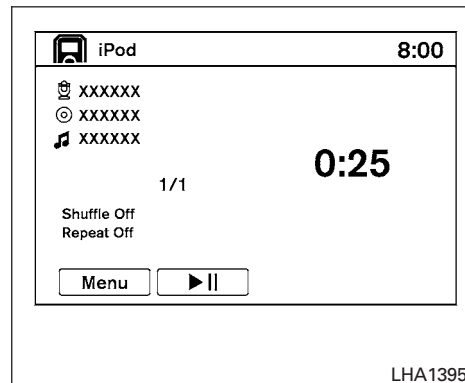 iPod 8:00
XXXXXX
XXXXXX
XXXXXX
0:25
1/1
Shuffle Off
Repeat Off
Menu
LHA1395